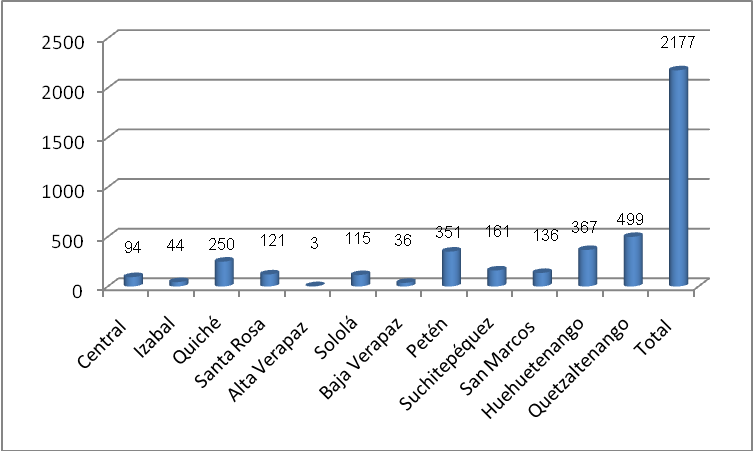 2500
2000
1500
1000
500
0
94
44
250
121
3
115
36
351
161
136
367
499
2177
Central
Izabal
Quiché
Santa Rosa
Alta Verapaz
Sololá
Baja Verapaz
Petén
Suchitepéquez
San Marcos
Huehuetenango
Quetzaltenango
Total